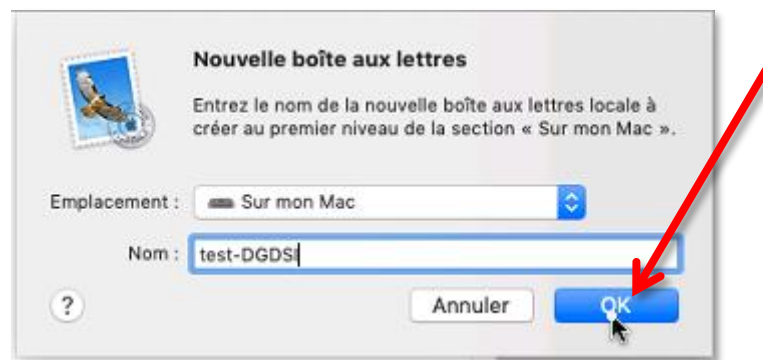 Nouvelle boîte aux lettres
Entrez le nom de la nouvelle boîte aux lettres locale à
créer au premier niveau de la section « Sur mon Mac ».
Emplacement : Sur mon Mac
Nom : test-DGDSI
? Annuler OK